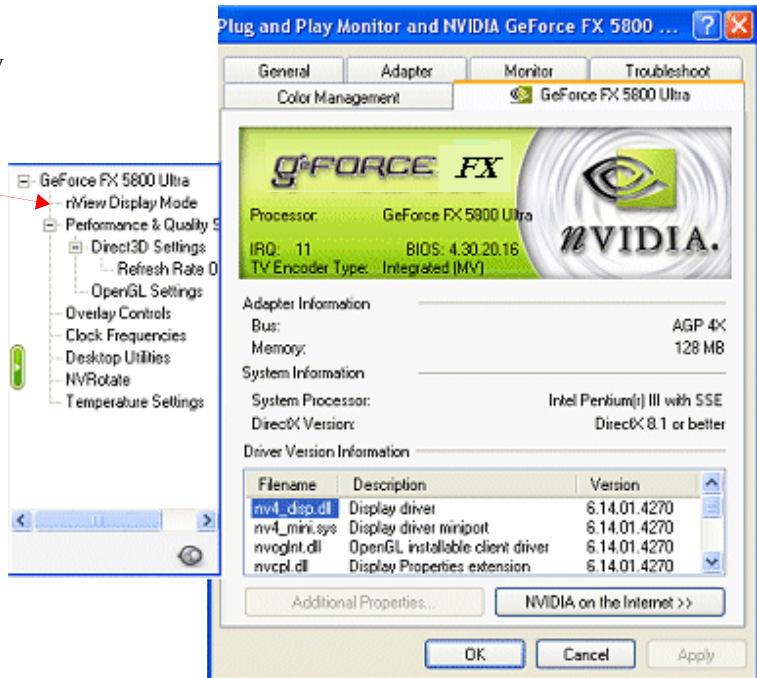 Plug and Play Monitor and NVIDIA GeForce FX 5800 ...
General Adapter Monitor Troubleshoot
Color Management GeForce FX 5800 Ultra
GeForce FX 5800 Ultra
nView Display Mode
Performance & Quality S
Direct3D Settings
Refresh Rate O
OpenGL Settings
Overlay Controls
Clock Frequencies
Desktop Utilities
NVRotate
Temperature Settings
GeFORCE FX
Processor: GeForce FX 5800 Ultra
IRQ: 11 BIOS: 4.30.20.16
TV Encoder Type: Integrated (MV)
nVIDIA.
Adapter Information
Bus: AGP 4X
Memory: 128 MB
System Information
System Processor: Intel Pentium(r) III with SSE
DirectX Version: DirectX 8.1 or better
Driver Version Information
Filename Description Version
nv4_disp.dll Display driver 6.14.01.4270
nv4_mini.sys Display driver miniport 6.14.01.4270
nvoglnt.dll OpenGL installable client driver 6.14.01.4270
nvcpl.dll Display Properties extension 6.14.01.4270
Additional Properties... NVIDIA on the Internet >>
OK Cancel Apply